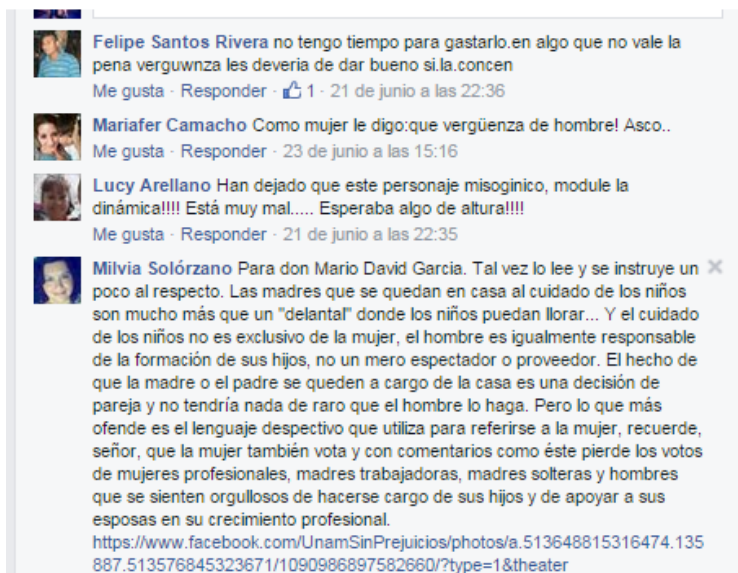 Felipe Santos Rivera no tengo tiempo para gastarlo.en algo que no vale la
pena verguwnza les deveria de dar bueno si.la.concen
Me gusta · Responder · 1 · 21 de junio a las 22:36
Mariafer Camacho Como mujer le digo:que vergüenza de hombre! Asco..
Me gusta · Responder · 23 de junio a las 15:16
Lucy Arellano Han dejado que este personaje misoginico, module la
dinámica!!!! Está muy mal..... Esperaba algo de altura!!!!
Me gusta · Responder · 21 de junio a las 22:35
Milvia Solórzano Para don Mario David Garcia. Tal vez lo lee y se instruye un
poco al respecto. Las madres que se quedan en casa al cuidado de los niños
son mucho más que un "delantal" donde los niños puedan llorar... Y el cuidado
de los niños no es exclusivo de la mujer, el hombre es igualmente responsable
de la formación de sus hijos, no un mero espectador o proveedor. El hecho de
que la madre o el padre se queden a cargo de la casa es una decisión de
pareja y no tendría nada de raro que el hombre lo haga. Pero lo que más
ofende es el lenguaje despectivo que utiliza para referirse a la mujer, recuerde,
señor, que la mujer también vota y con comentarios como éste pierde los votos
de mujeres profesionales, madres trabajadoras, madres solteras y hombres
que se sienten orgullosos de hacerse cargo de sus hijos y de apoyar a sus
esposas en su crecimiento profesional.
https://www.facebook.com/UnamSinPrejuicios/photos/a.513648815316474.135
887.513576845323671/1090986897582660/?type=1&theater